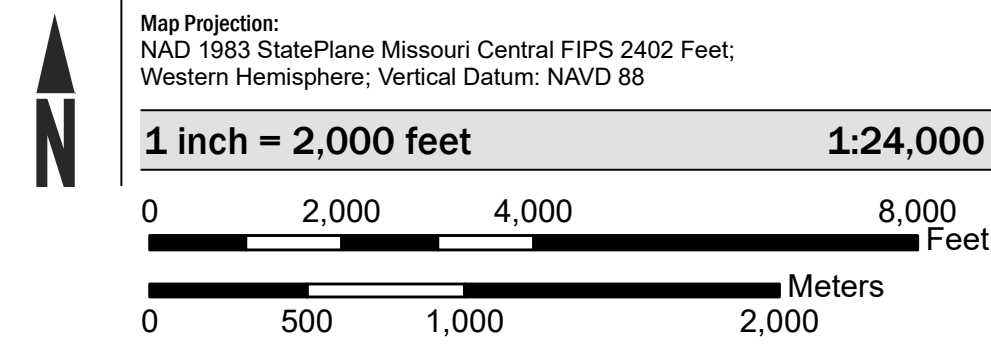 Map Projection:
NAD 1983 StatePlane Missouri Central FIPS 2402 Feet;
Western Hemisphere; Vertical Datum: NAVD 88
N
1 inch = 2,000 feet 1:24,000
0 2,000 4,000 8,000
Feet
Meters
0 500 1,000 2,000